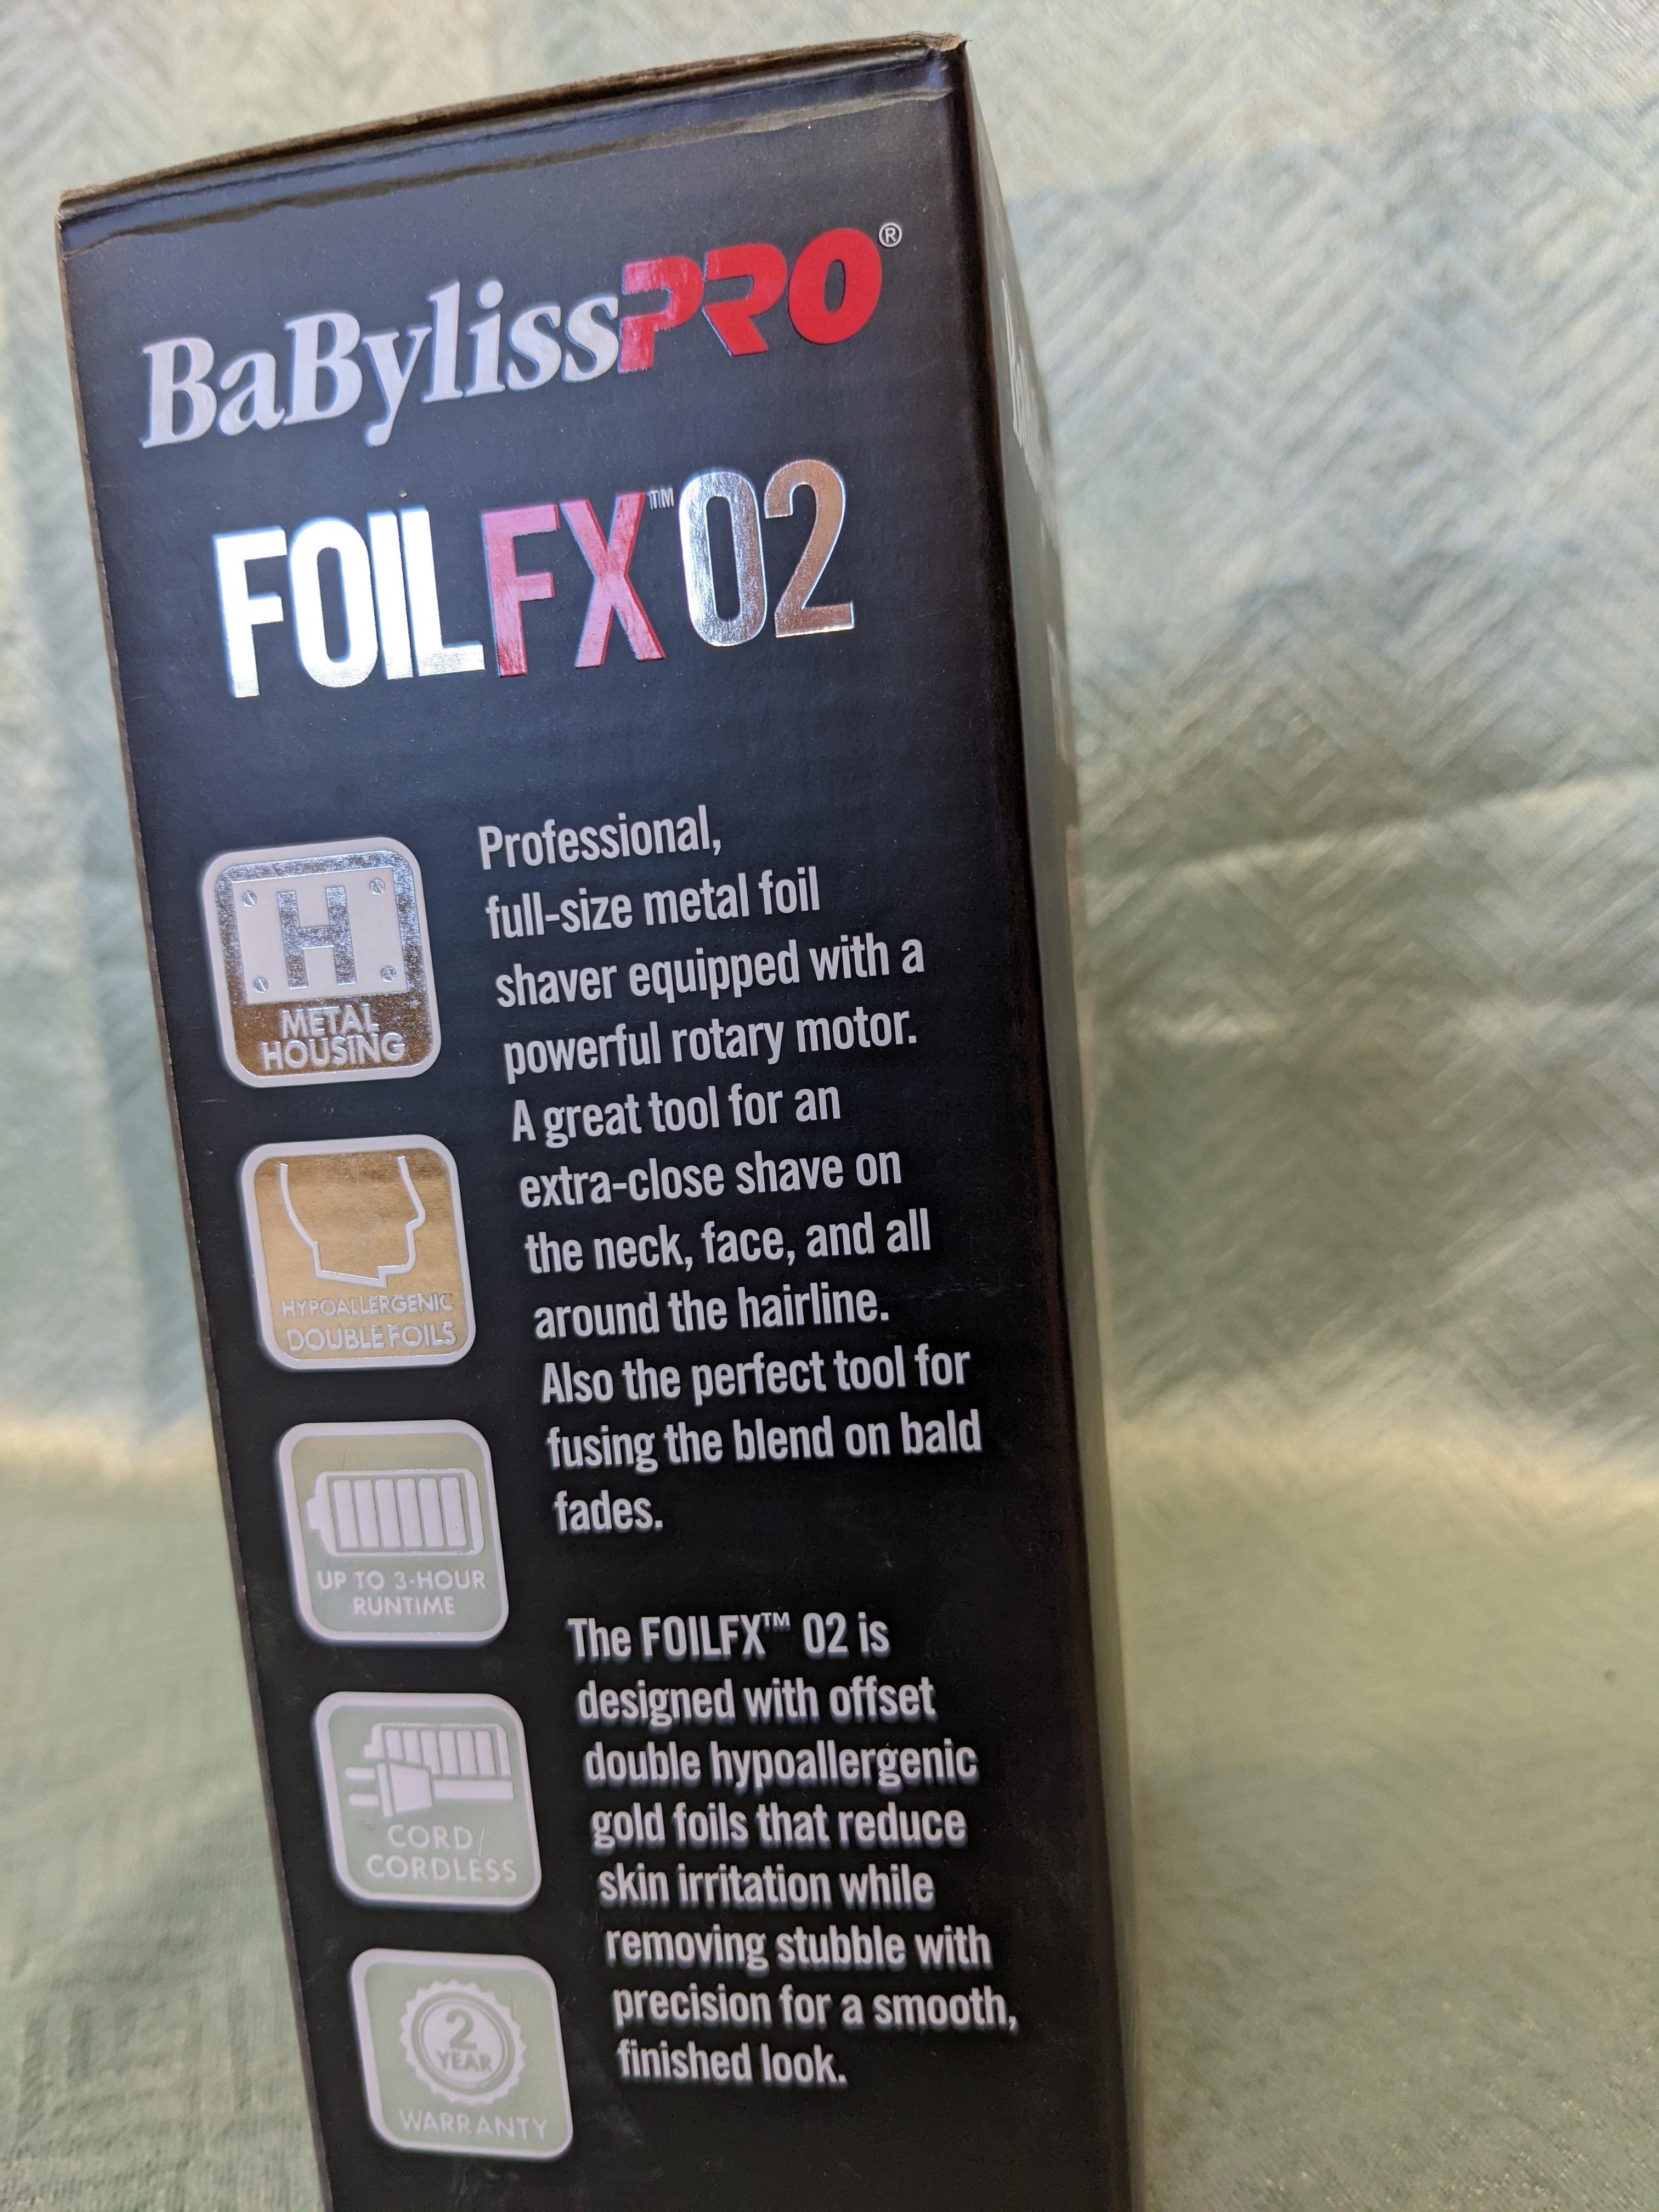 BaBylissPRO®
FOILFX™02
H
METAL
HOUSING
HYPOALLERGENIC
DOUBLE FOILS
UP TO 3-HOUR
RUNTIME
CORD/
CORDLESS
2
YEAR
WARRANTY
Professional,
full-size metal foil
shaver equipped with a
powerful rotary motor.
A great tool for an
extra-close shave on
the neck, face, and all
around the hairline.
Also the perfect tool for
fusing the blend on bald
fades.
The FOILFX™ 02 is
designed with offset
double hypoallergenic
gold foils that reduce
skin irritation while
removing stubble with
precision for a smooth,
finished look.